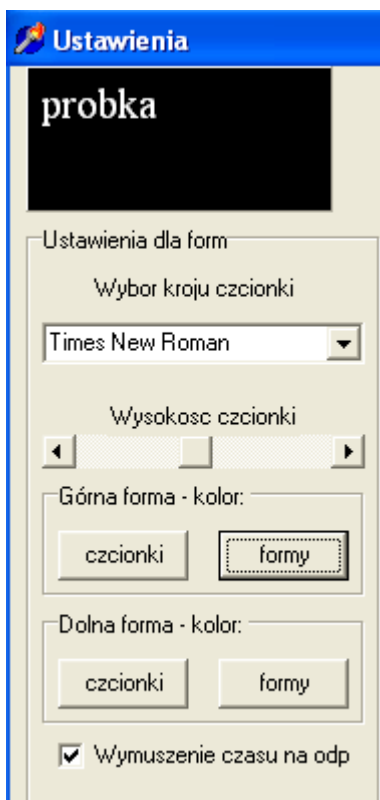 Ustawienia
probka
Ustawienia dla form
Wybor kroju czcionki
Times New Roman
Wysokosc czcionki
Górna forma - kolor:
czcionki formy
Dolna forma - kolor:
czcionki formy
Wymuszenie czasu na odp